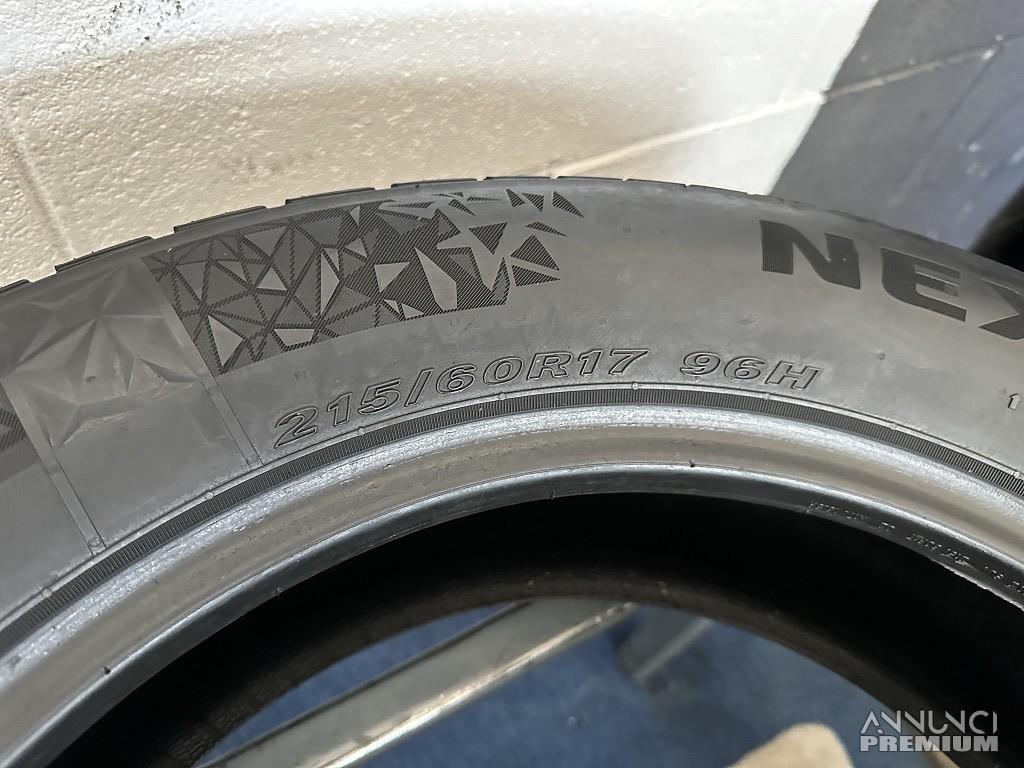 NEX
215/60R17 96H
ANNUNCI
PREMIUM